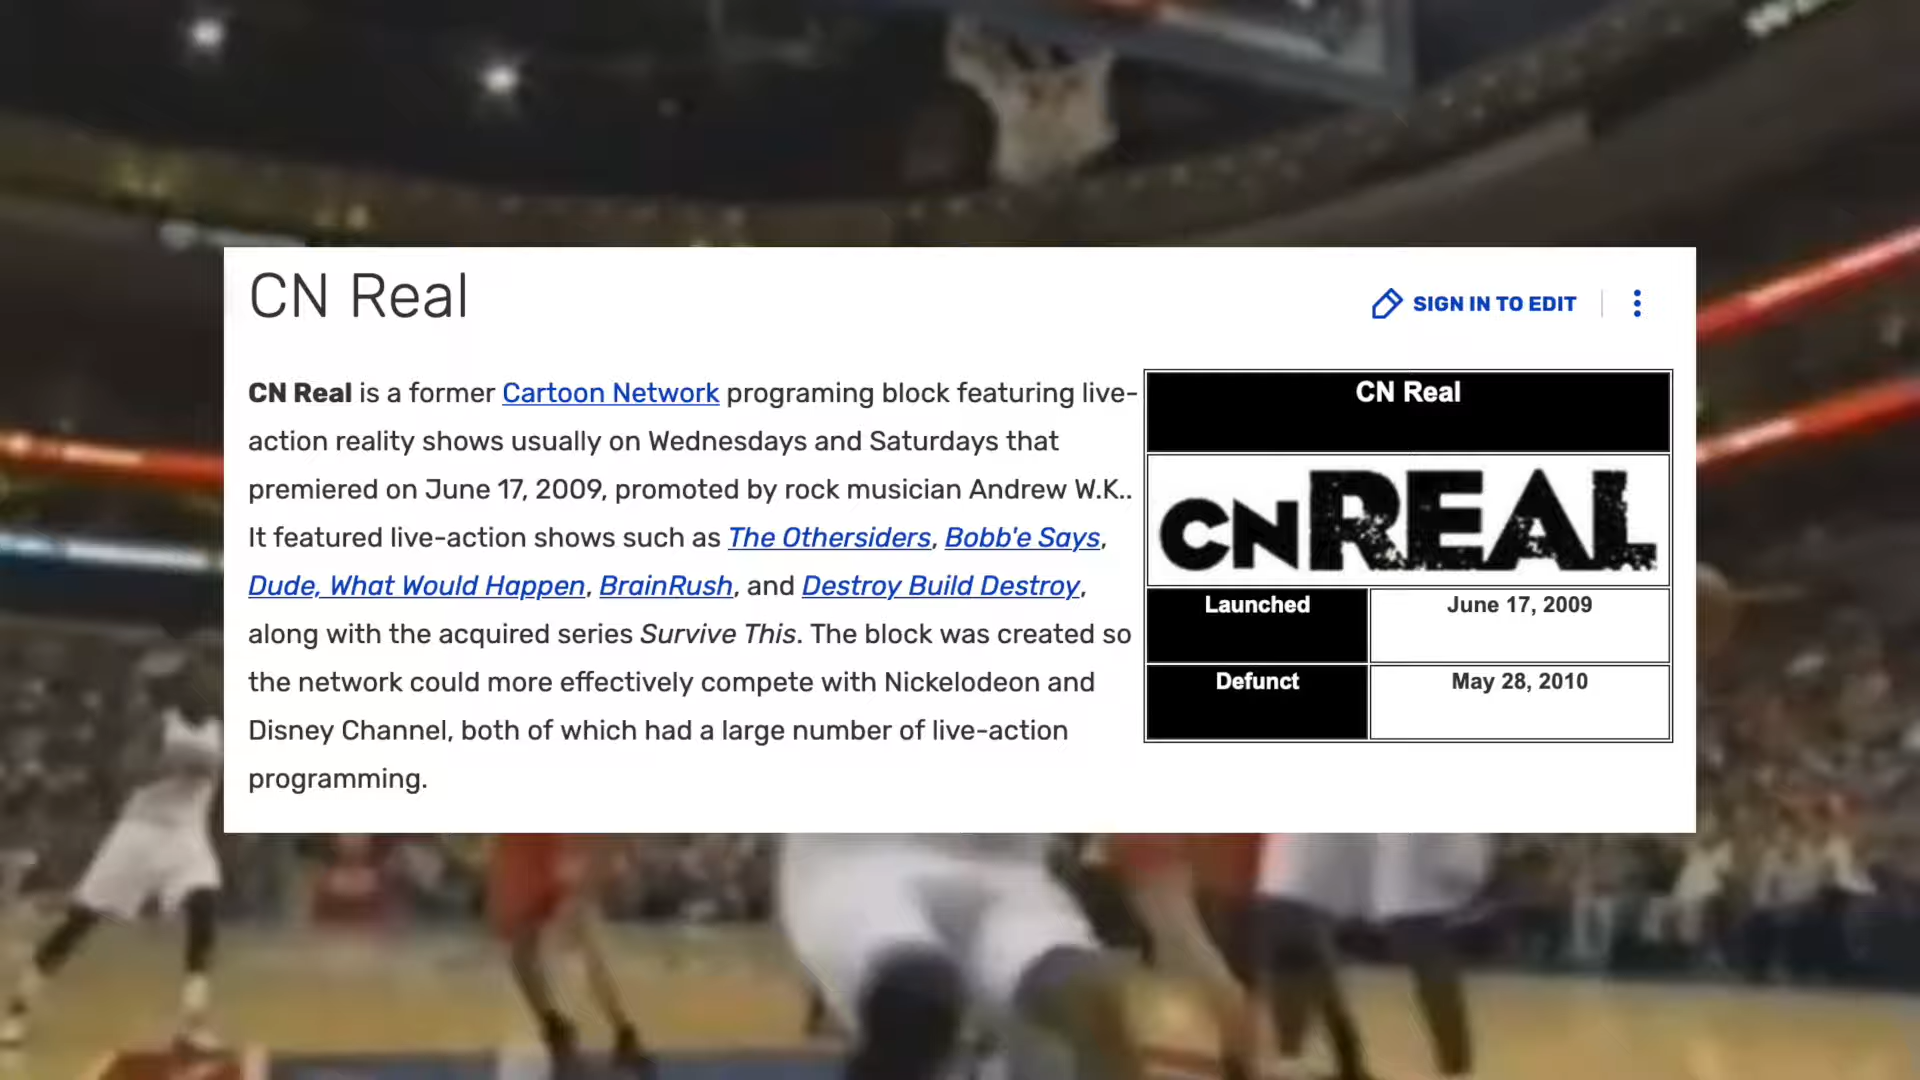 CN Real
SIGN IN TO EDIT
CN Real is a former Cartoon Network programing block featuring live-
action reality shows usually on Wednesdays and Saturdays that
premiered on June 17, 2009, promoted by rock musician Andrew W.K..
It featured live-action shows such as The Othersiders, Bobb'e Says,
Dude, What Would Happen, BrainRush, and Destroy Build Destroy,
along with the acquired series Survive This. The block was created so
the network could more effectively compete with Nickelodeon and
Disney Channel, both of which had a large number of live-action
programming.
CN Real
CN REAL
Launched June 17, 2009
Defunct May 28, 2010